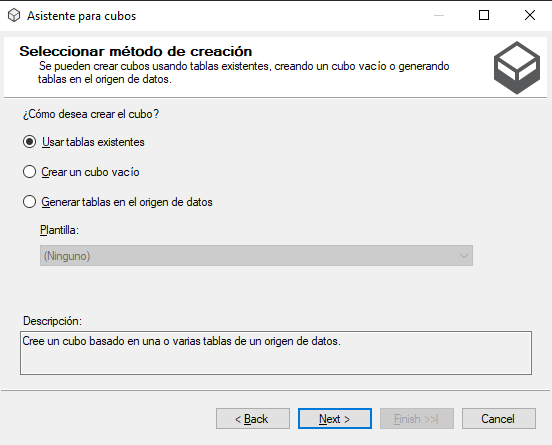 Asistente para cubos
Seleccionar método de creación
Se pueden crear cubos usando tablas existentes, creando un cubo vacío o generando
tablas en el origen de datos.
¿Cómo desea crear el cubo?
Usar tablas existentes
Crear un cubo vacío
Generar tablas en el origen de datos
Plantilla:
(Ninguno)
Descripción:
Cree un cubo basado en una o varias tablas de un origen de datos.
< Back
Next >
Finish >>|
Cancel